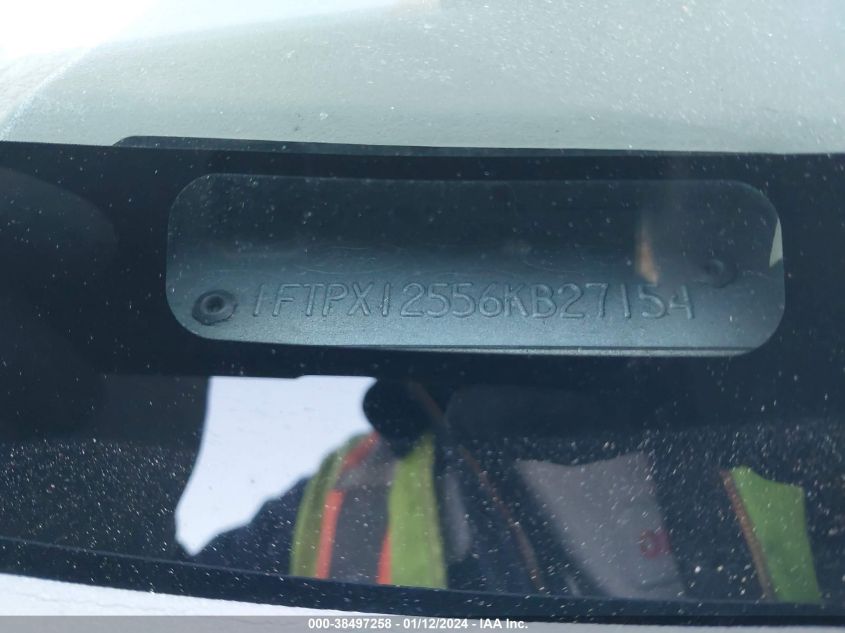 1FTPX12556KB27154
000-38497258 - 01/12/2024 - IAA Inc.